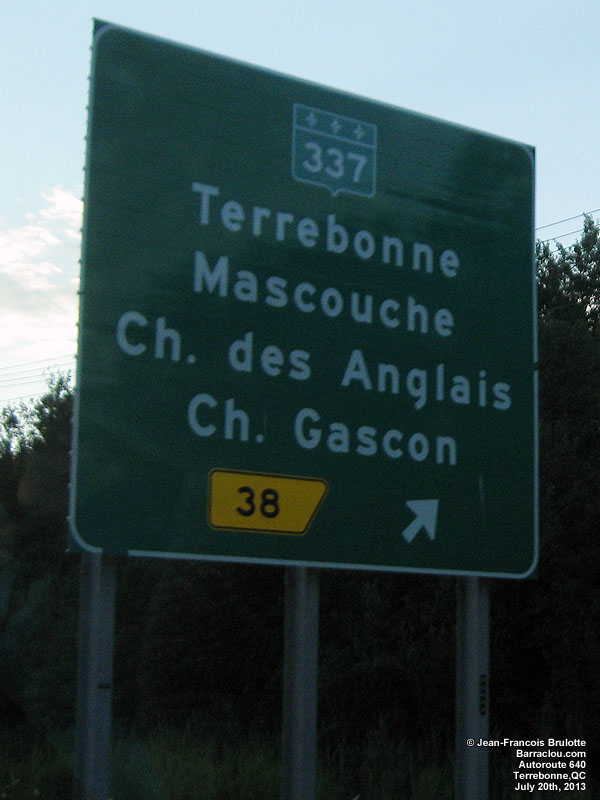 337
Terrebonne
Mascouche
Ch. des Anglais
Ch. Gascon
38
© Jean-Francois Brulotte
Barraclou.com
Autoroute 640
Terrebonne,QC
July 20th, 2013